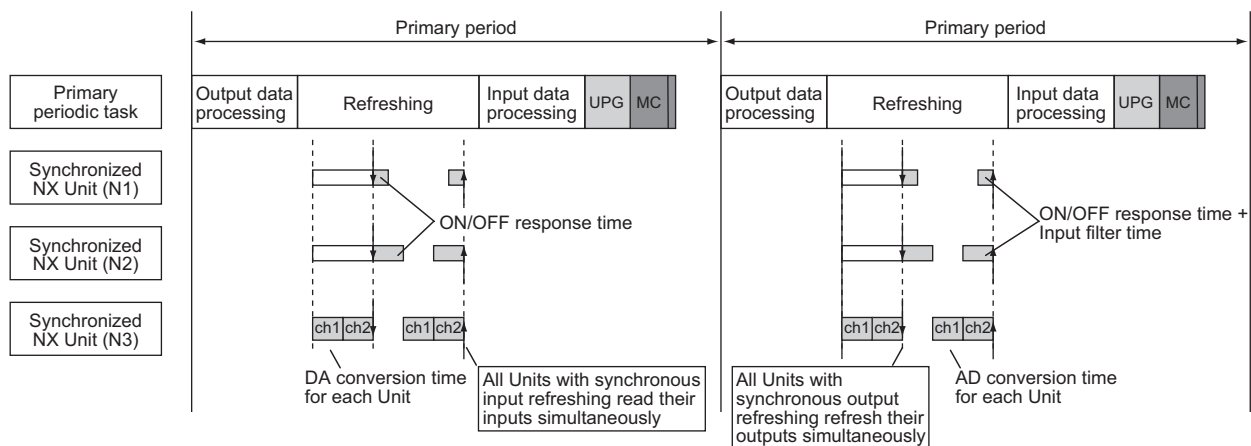 Primary period
Primary period
Primary
periodic task
Output data
processing
Refreshing
Input data
processing
UPG
MC
Output data
processing
Refreshing
Input data
processing
UPG
MC
Synchronized
NX Unit (N1)
ON/OFF response time
ON/OFF response time +
Input filter time
Synchronized
NX Unit (N2)
Synchronized
NX Unit (N3)
ch1
ch2
ch1
ch2
ch1
ch2
ch1
ch2
DA conversion time
for each Unit
All Units with synchronous
input refreshing read their
inputs simultaneously
All Units with
synchronous output
refreshing refresh their
outputs simultaneously
AD conversion time
for each Unit